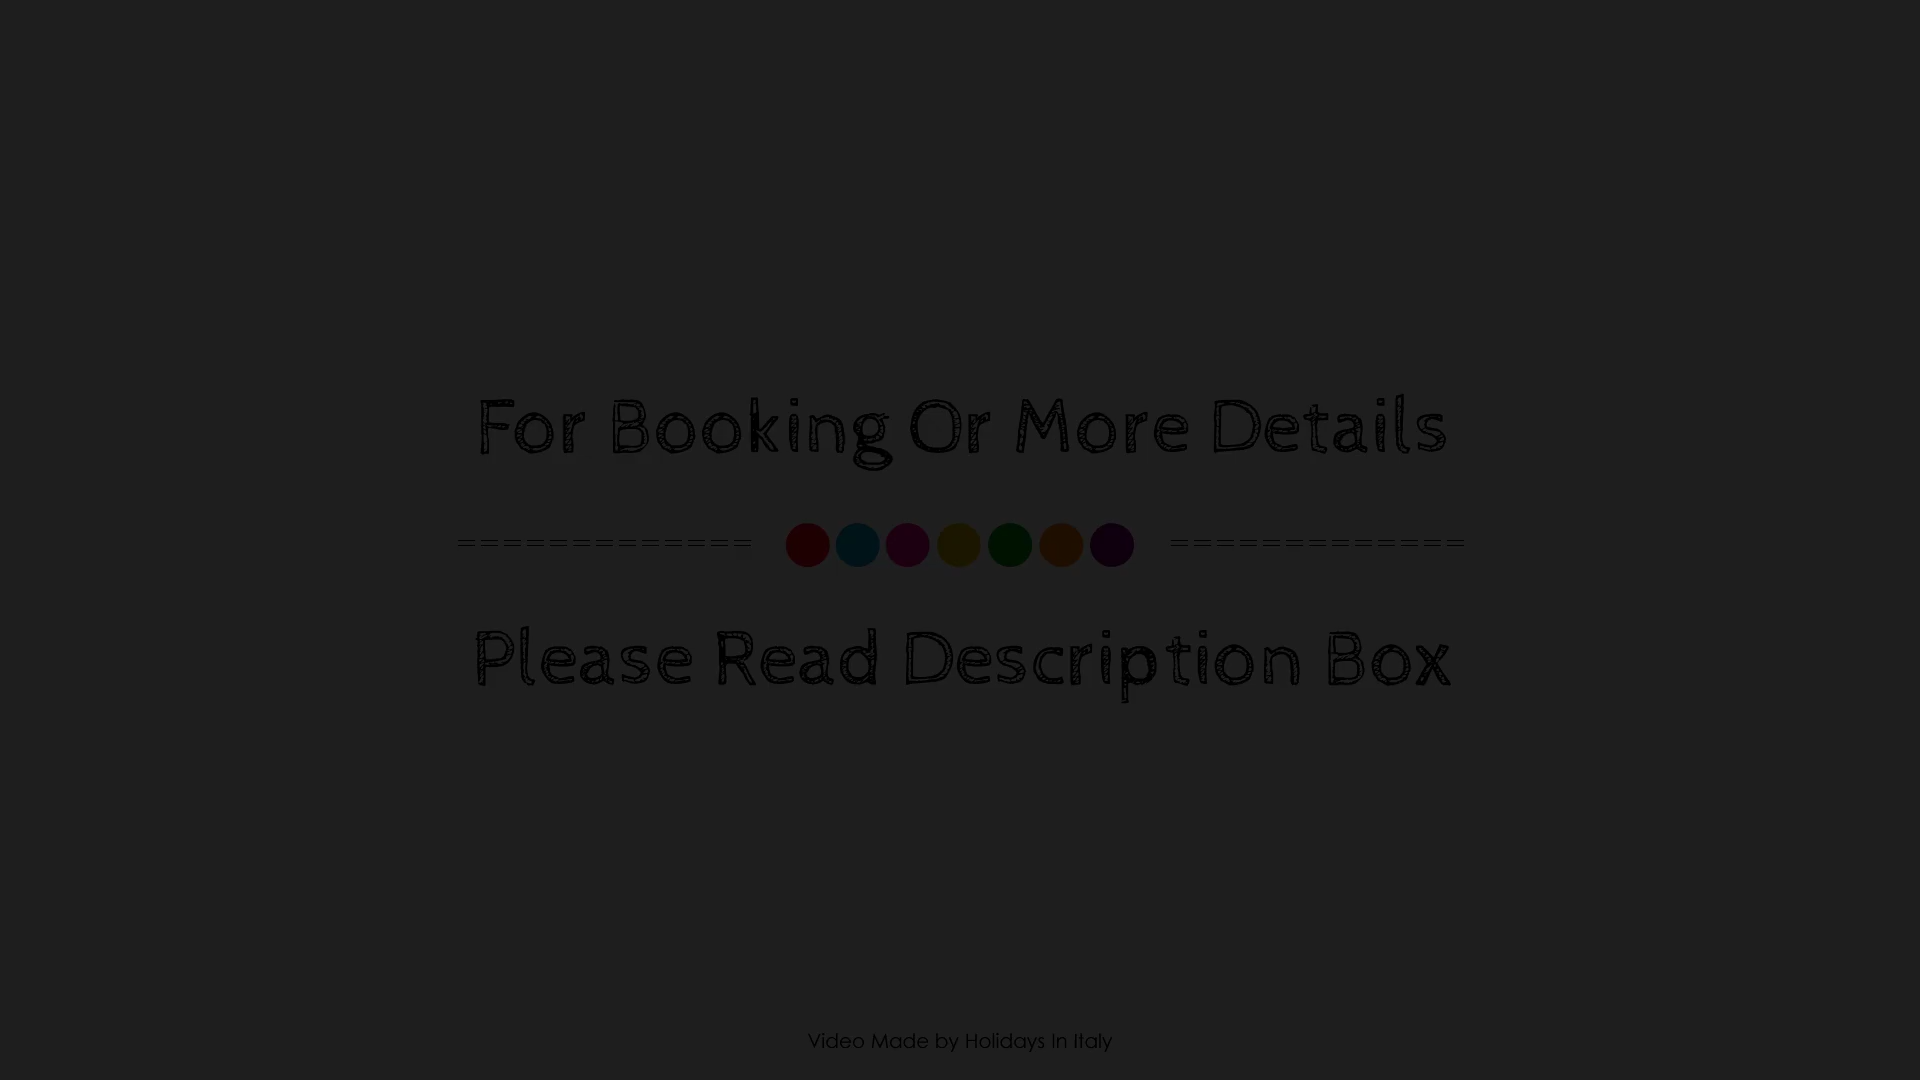 For Booking Or More Details
============= =============
Please Read Description Box
Video Made by Holidays In Italy